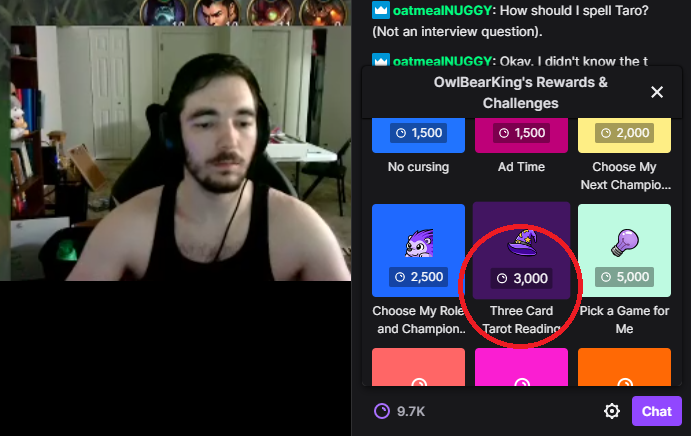 oatmealNUGGY: How should I spell Taro?
(Not an interview question).
oatmealNUGGY: Okay. I didn't know the t
OwlBearKing's Rewards &
Challenges
1,500
1,500
2,000
No cursing
Ad Time
Choose My
Next Champio...
2,500
3,000
5,000
Choose My Role
and Champion..
Three Card
Tarot Reading
Pick a Game for
Me
9.7K
Chat